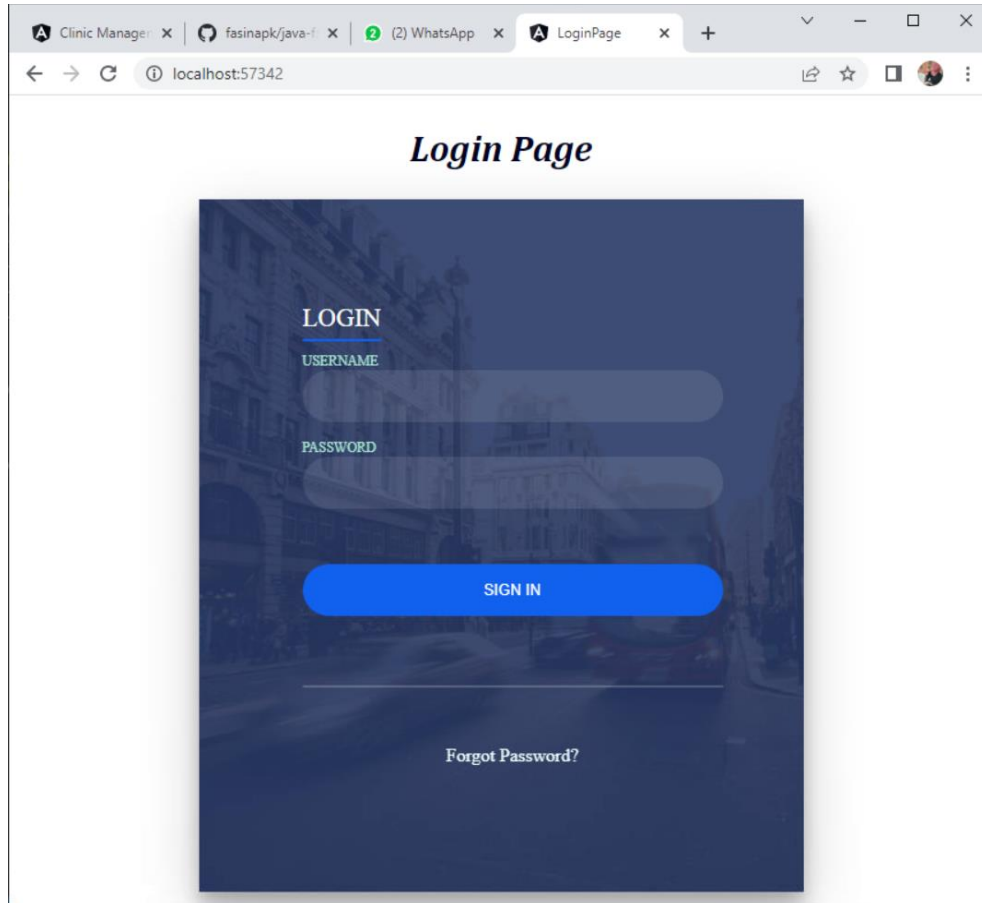 Clinic Manager
fasinapk/java-f
(2) WhatsApp
LoginPage
localhost:57342
Login Page
LOGIN
USERNAME
PASSWORD
SIGN IN
Forgot Password?